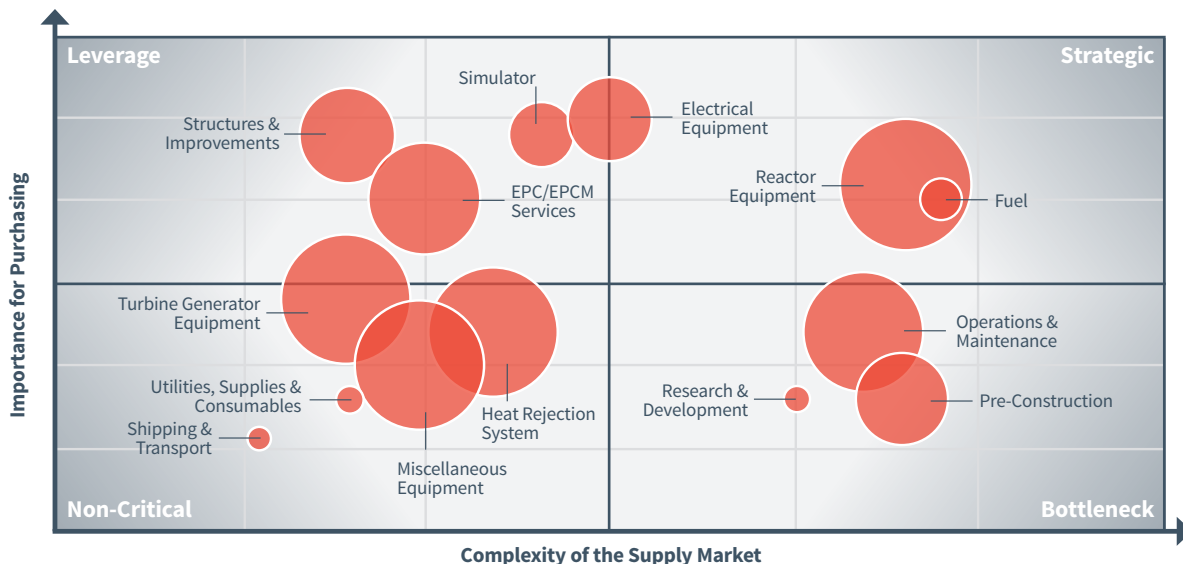 Leverage
Strategic
Simulator
Structures &
Improvements
Electrical
Equipment
EPC/EPCM
Services
Reactor
Equipment
Fuel
Importance for Purchasing
Turbine Generator
Equipment
Operations &
Maintenance
Utilities, Supplies &
Consumables
Research &
Development
Pre-Construction
Heat Rejection
System
Shipping &
Transport
Miscellaneous
Equipment
Non-Critical
Bottleneck
Complexity of the Supply Market